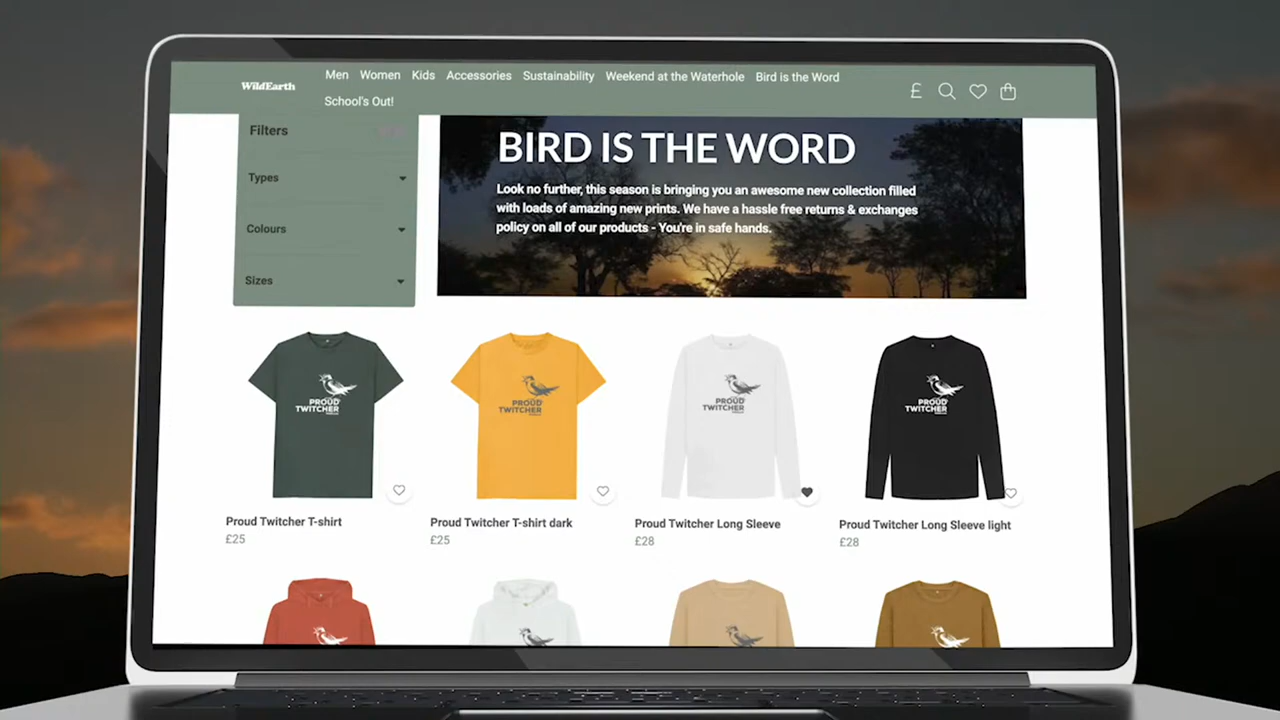 Men Women Kids Accessories Sustainability Weekend at the Waterhole Bird is the Word
WildEarth
School's Out!
£
Filters
Types
Colours
Sizes
BIRD IS THE WORD
Look no further, this season is bringing you an awesome new collection filled
with loads of amazing new prints. We have a hassle free returns & exchanges
policy on all of our products - You're in safe hands.
PROUD
TWITCHER
PROUD
TWITCHER
PROUD
TWITCHER
PROUD
TWITCHER
Proud Twitcher T-shirt
£25
Proud Twitcher T-shirt dark
£25
Proud Twitcher Long Sleeve
£28
Proud Twitcher Long Sleeve light
£28